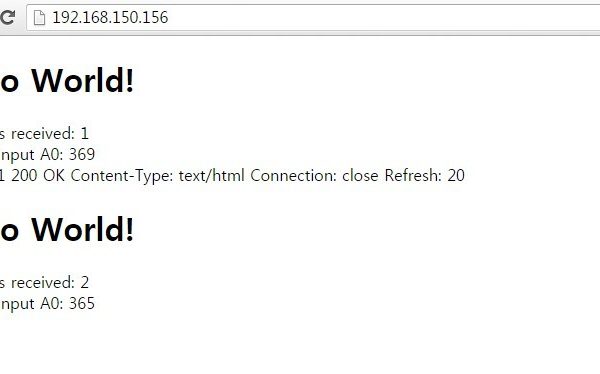 192.168.150.156
o World!
s received: 1
nput A0: 369
1 200 OK Content-Type: text/html Connection: close Refresh: 20
o World!
s received: 2
nput A0: 365